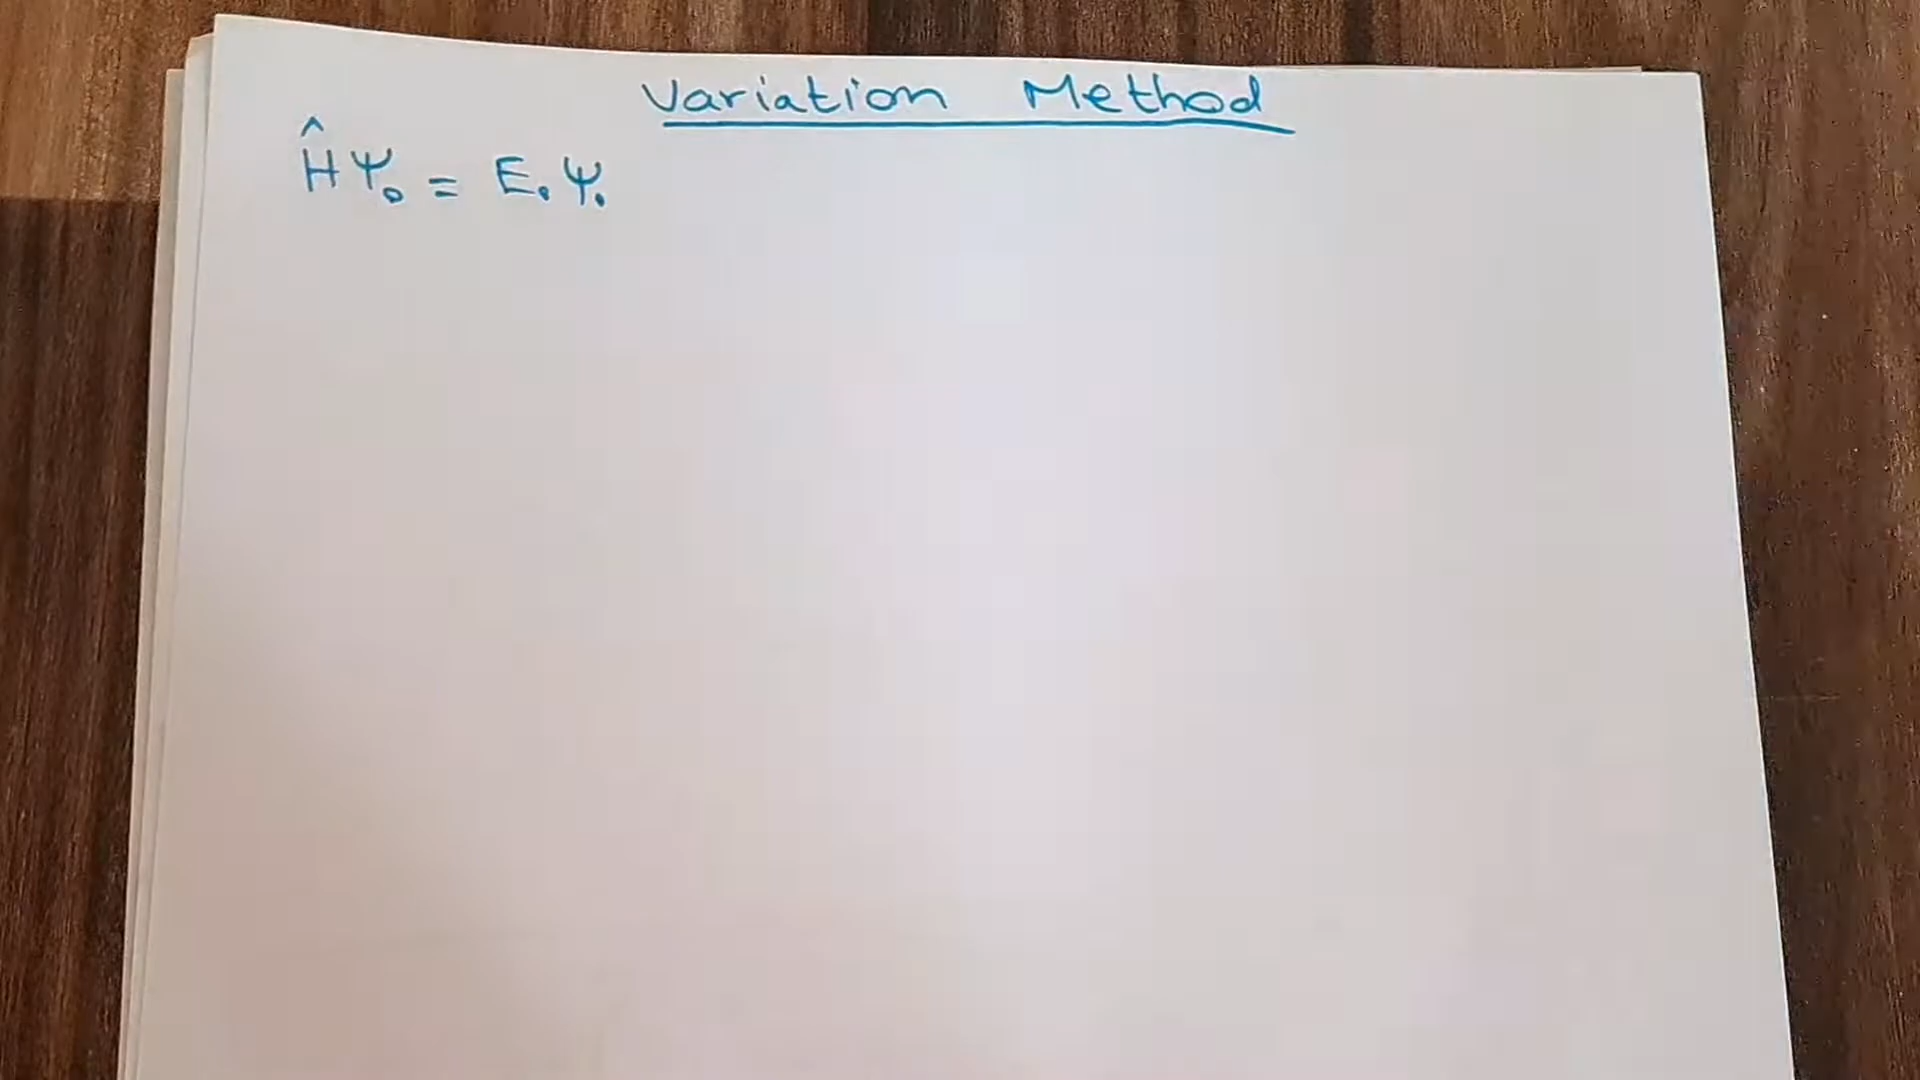 Variation Method
ĤΨ₀ = E₀Ψ₀